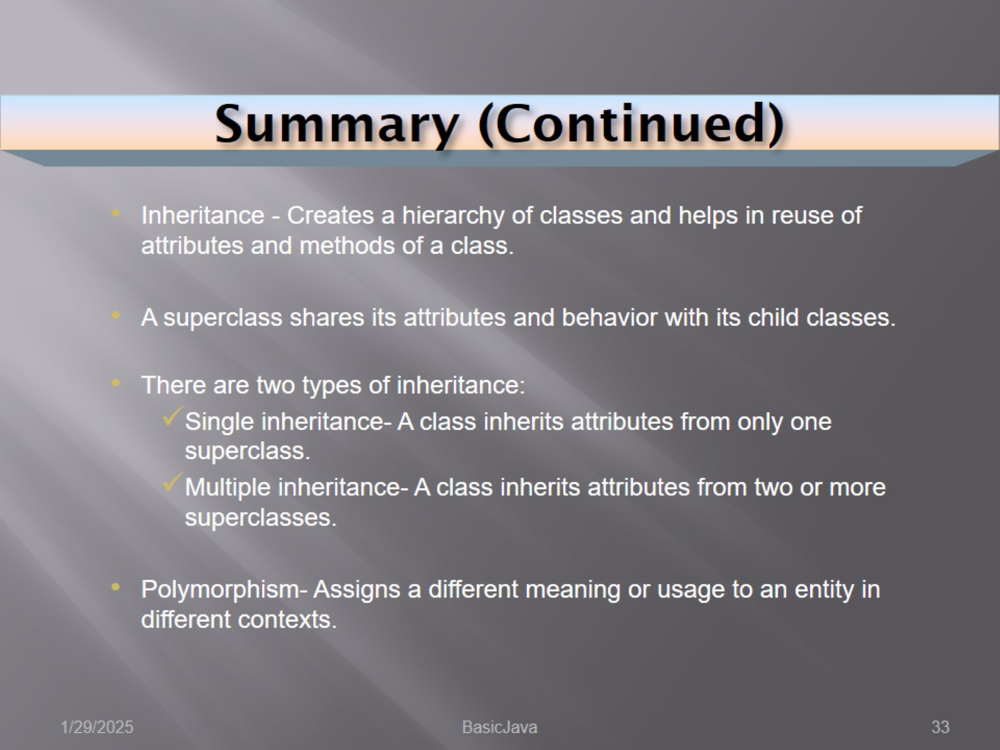 Summary (Continued)
• Inheritance - Creates a hierarchy of classes and helps in reuse of
attributes and methods of a class.
• A superclass shares its attributes and behavior with its child classes.
• There are two types of inheritance:
✓Single inheritance- A class inherits attributes from only one
superclass.
✓Multiple inheritance- A class inherits attributes from two or more
superclasses.
• Polymorphism- Assigns a different meaning or usage to an entity in
different contexts.
1/29/2025 BasicJava 33